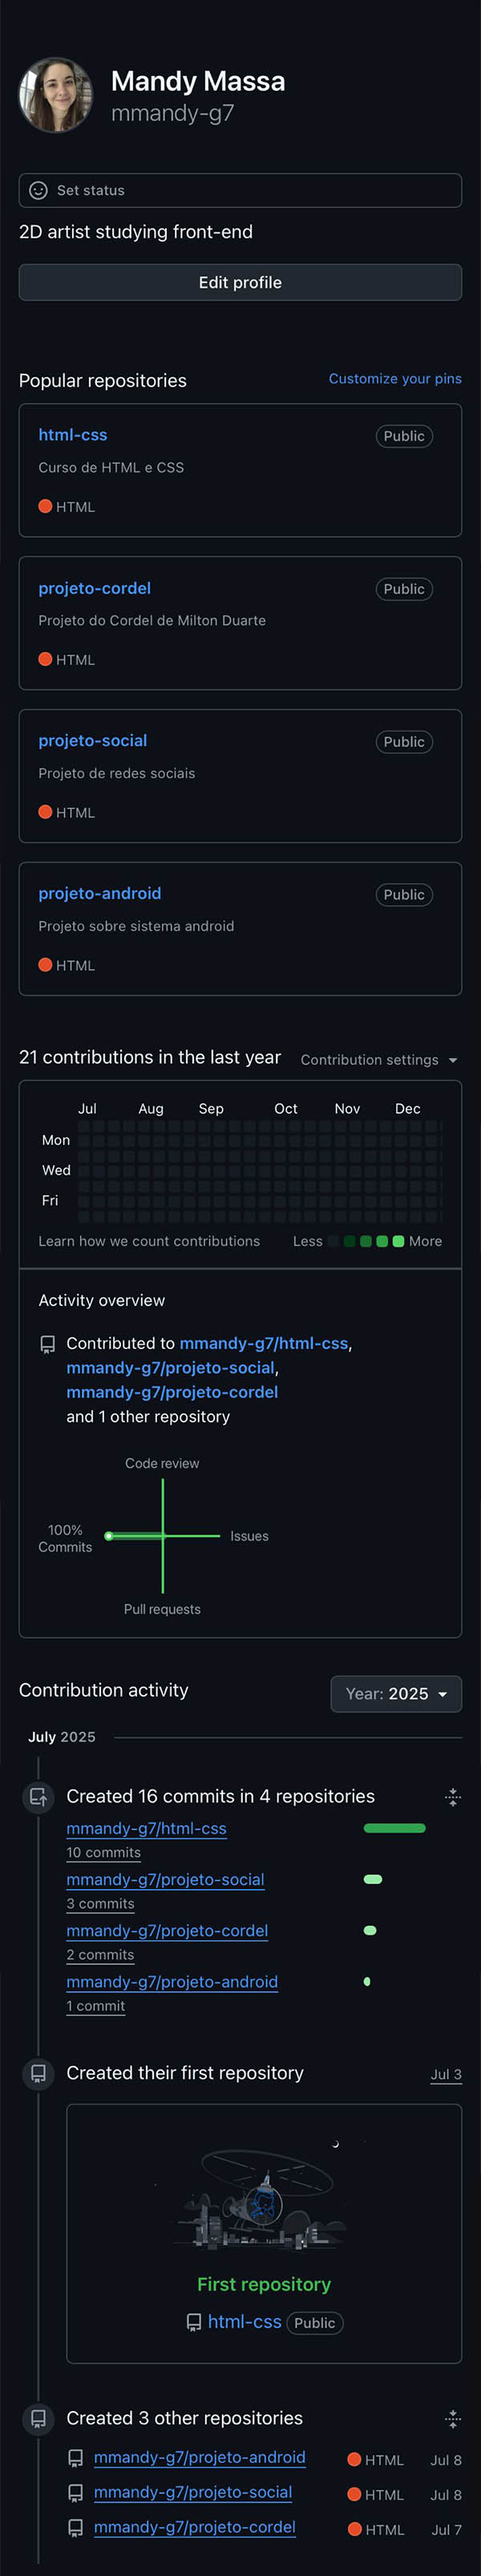 Mandy Massa
mmandy-g7
Set status
2D artist studying front-end
Edit profile
Popular repositories
Customize your pins
html-css
Public
Curso de HTML e CSS
HTML
projeto-cordel
Public
Projeto do Cordel de Milton Duarte
HTML
projeto-social
Public
Projeto de redes sociais
HTML
projeto-android
Public
Projeto sobre sistema android
HTML
21 contributions in the last year
Contribution settings
Jul Aug Sep Oct Nov Dec
Mon
Wed
Fri
Learn how we count contributions
Less More
Activity overview
Contributed to mmandy-g7/html-css,
mmandy-g7/projeto-social,
mmandy-g7/projeto-cordel
and 1 other repository
Code review
100%
Commits
Issues
Pull requests
Contribution activity
Year: 2025
July 2025
Created 16 commits in 4 repositories
mmandy-g7/html-css
10 commits
mmandy-g7/projeto-social
3 commits
mmandy-g7/projeto-cordel
2 commits
mmandy-g7/projeto-android
1 commit
Created their first repository
Jul 3
First repository
html-css Public
Created 3 other repositories
mmandy-g7/projeto-android HTML Jul 8
mmandy-g7/projeto-social HTML Jul 8
mmandy-g7/projeto-cordel HTML Jul 7